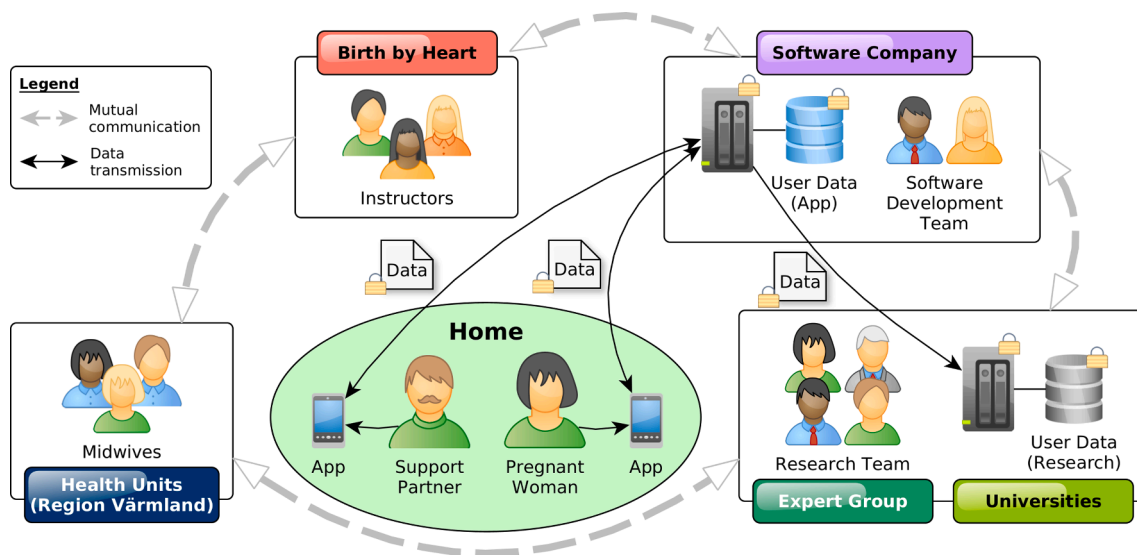 Birth by Heart
Software Company
Legend
Mutual
communication
Data
transmission
Instructors
User Data
(App)
Software
Development
Team
Data
Data
Data
Home
Midwives
Health Units
(Region Värmland)
App
Support
Partner
Pregnant
Woman
App
Research Team
User Data
(Research)
Expert Group
Universities